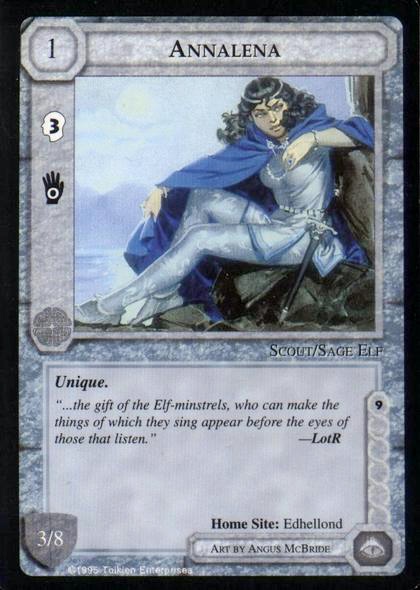 1
ANNALENA
3
0
SCOUT/SAGE ELF
Unique.
“...the gift of the Elf-minstrels, who can make the
things of which they sing appear before the eyes of
those that listen.” —LotR
9
Home Site: Edhellond
3/8
ART BY ANGUS MCBRIDE
©1995 Tolkien Enterprises